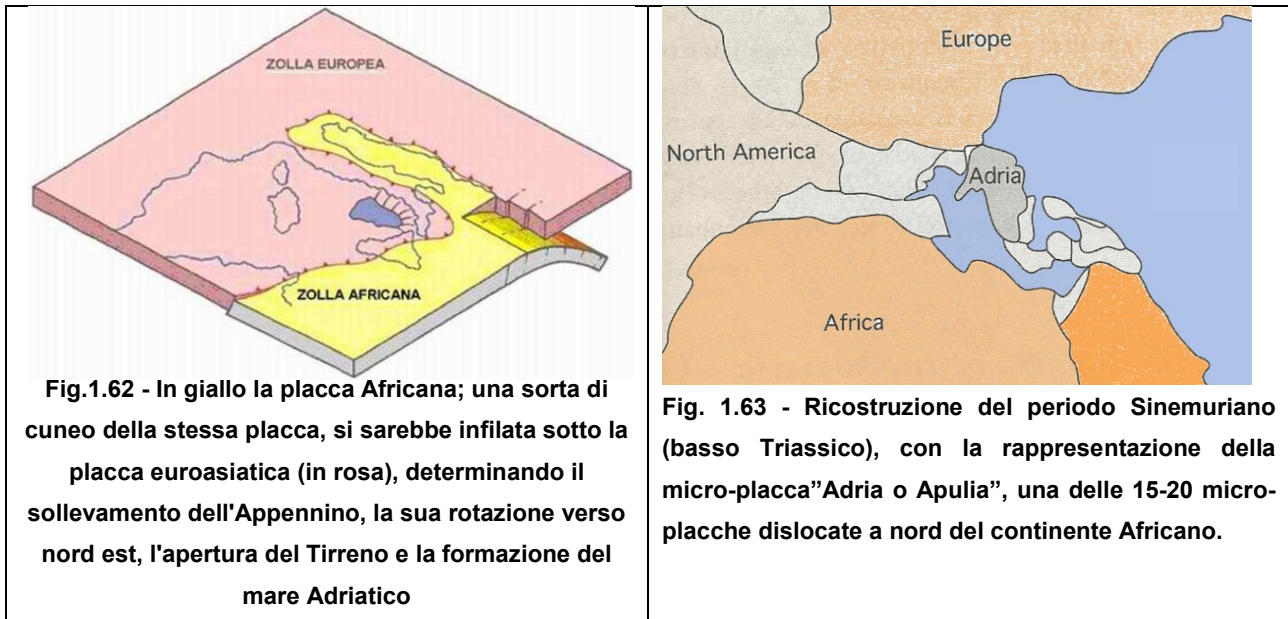 ZOLLA EUROPEA
ZOLLA AFRICANA
Fig.1.62 - In giallo la placca Africana; una sorta di
cuneo della stessa placca, si sarebbe infilata sotto la
placca euroasiatica (in rosa), determinando il
sollevamento dell'Appennino, la sua rotazione verso
nord est, l'apertura del Tirreno e la formazione del
mare Adriatico
Europe
North America
Adria
Africa
Fig. 1.63 - Ricostruzione del periodo Sinemuriano
(basso Triassico), con la rappresentazione della
micro-placca”Adria o Apulia”, una delle 15-20 micro-
placche dislocate a nord del continente Africano.